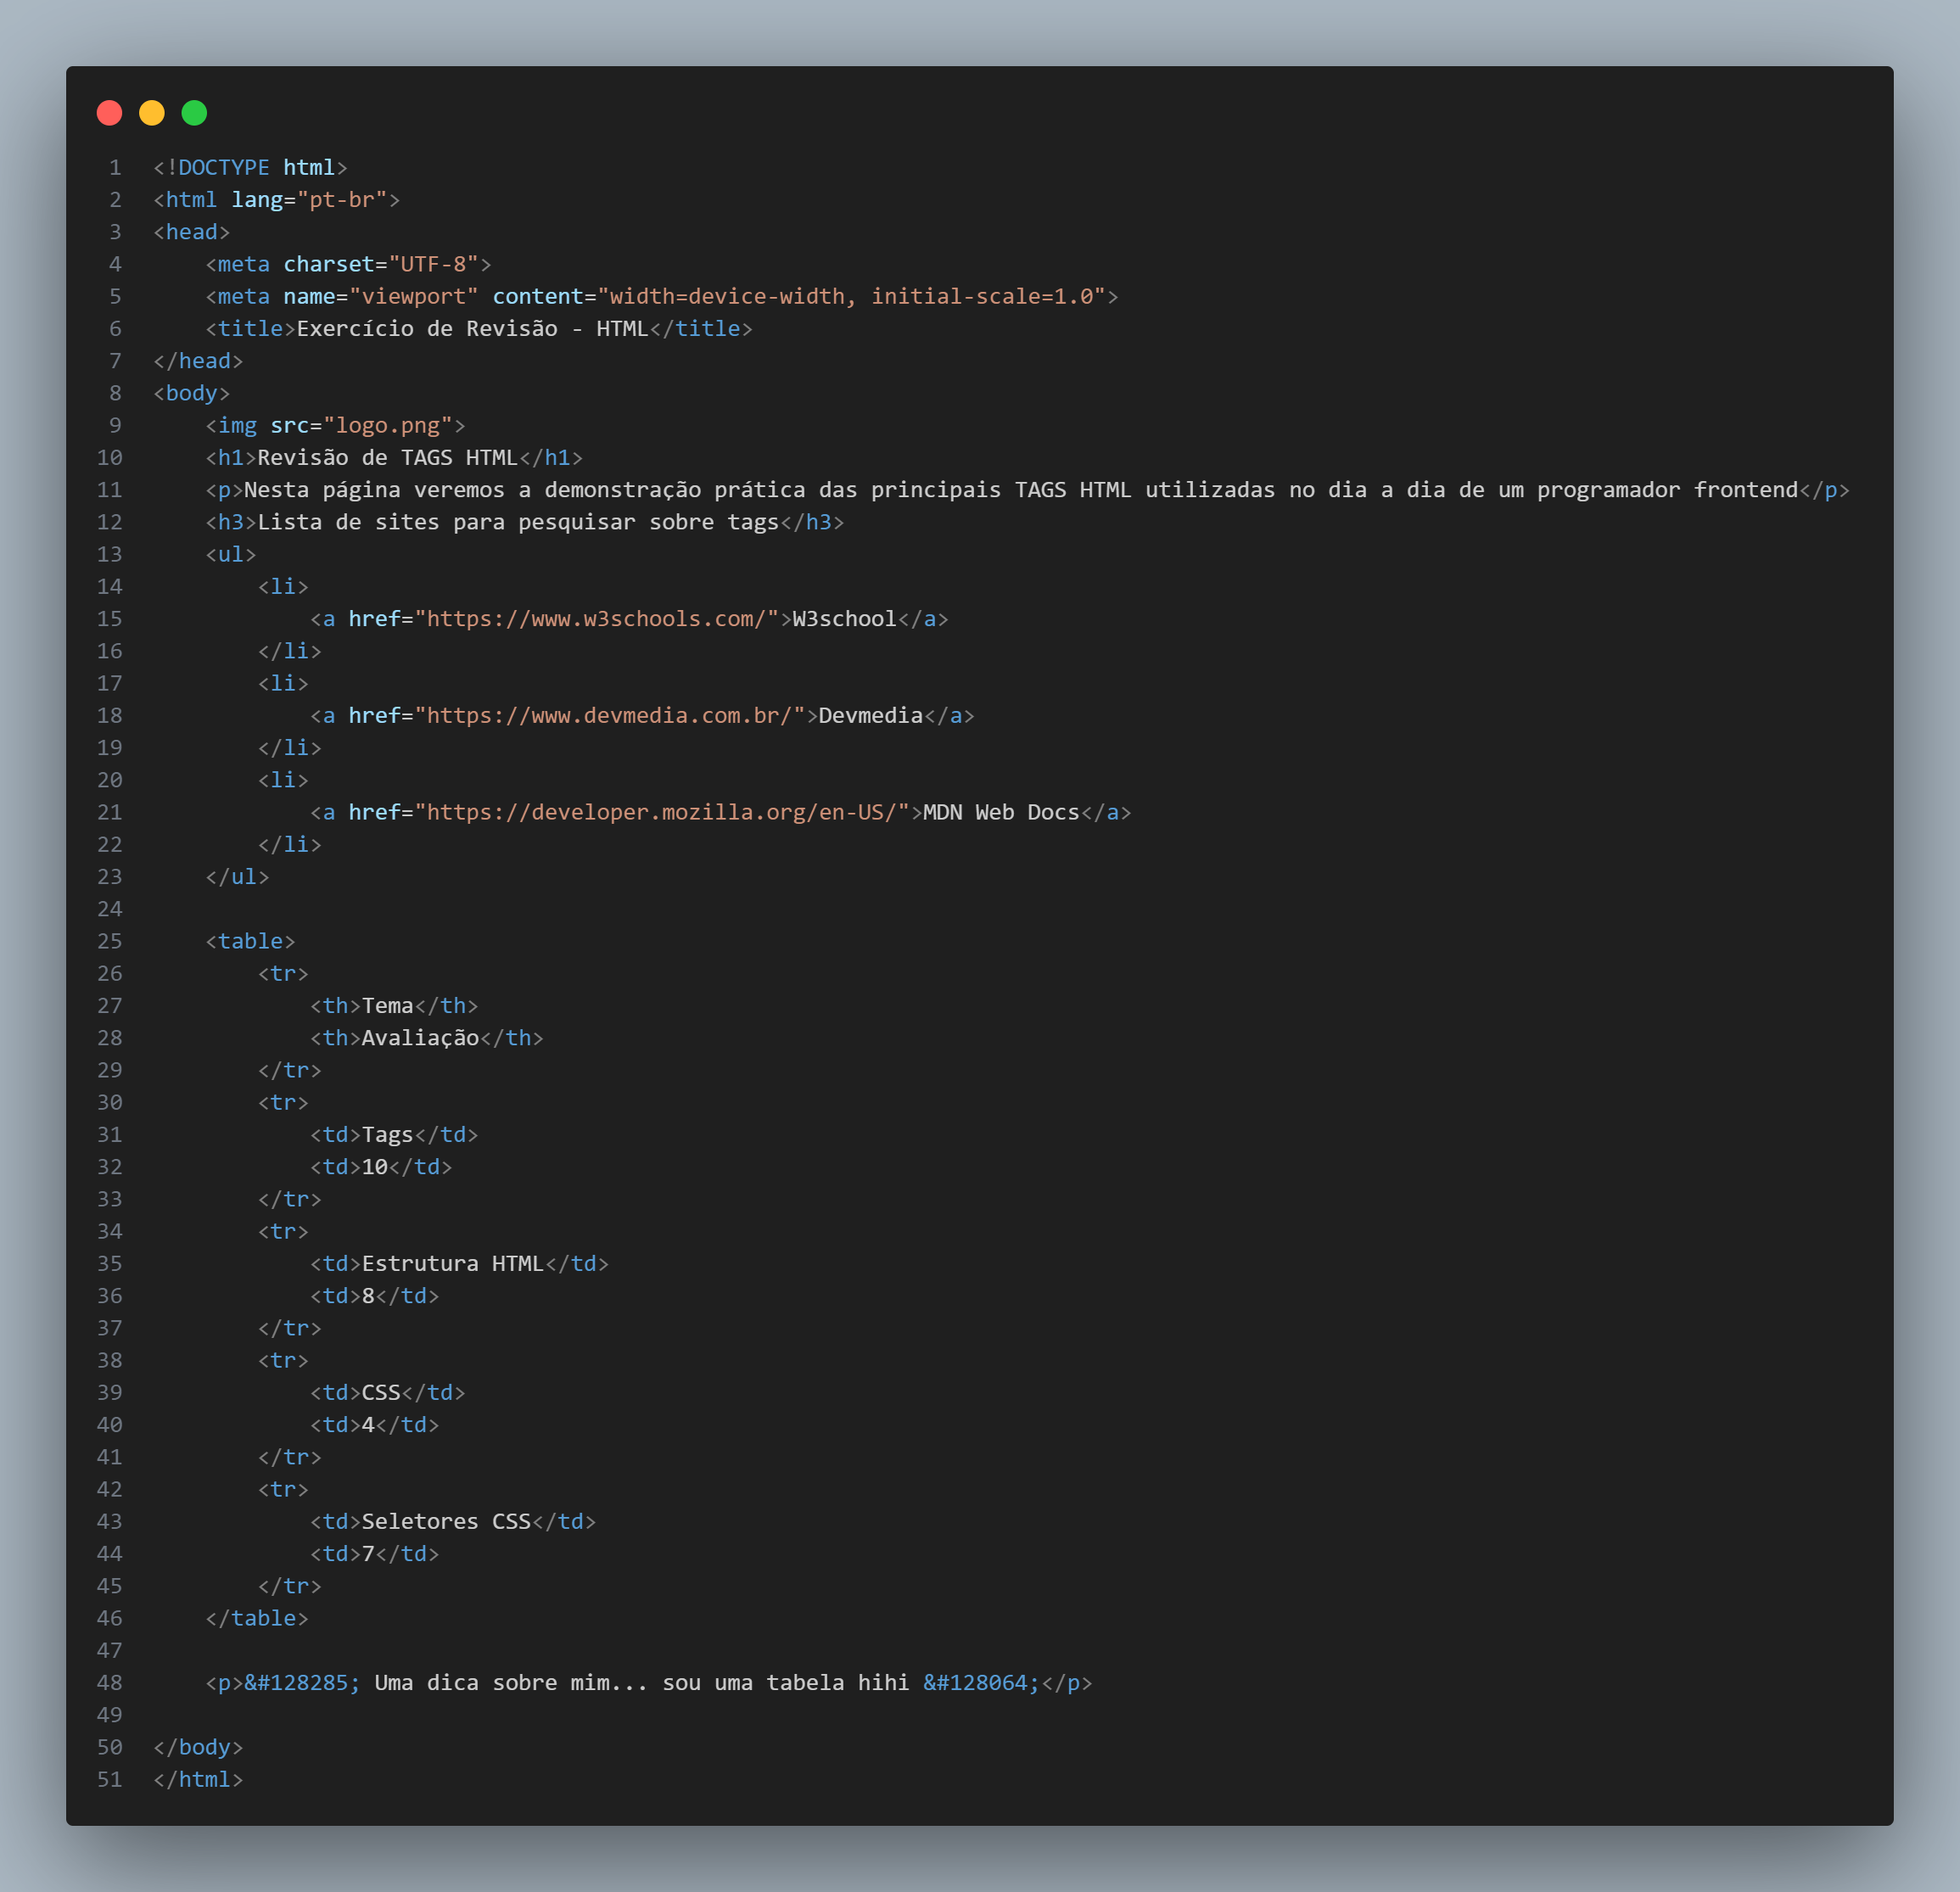 1 <!DOCTYPE html>
2 <html lang="pt-br">
3 <head>
4     <meta charset="UTF-8">
5     <meta name="viewport" content="width=device-width, initial-scale=1.0">
6     <title>Exercício de Revisão - HTML</title>
7 </head>
8 <body>
9     <img src="logo.png">
10     <h1>Revisão de TAGS HTML</h1>
11     <p>Nesta página veremos a demonstração prática das principais TAGS HTML utilizadas no dia a dia de um programador frontend</p>
12     <h3>Lista de sites para pesquisar sobre tags</h3>
13     <ul>
14         <li>
15             <a href="https://www.w3schools.com/">W3school</a>
16         </li>
17         <li>
18             <a href="https://www.devmedia.com.br/">Devmedia</a>
19         </li>
20         <li>
21             <a href="https://developer.mozilla.org/en-US/">MDN Web Docs</a>
22         </li>
23     </ul>
24
25     <table>
26         <tr>
27             <th>Tema</th>
28             <th>Avaliação</th>
29         </tr>
30         <tr>
31             <td>Tags</td>
32             <td>10</td>
33         </tr>
34         <tr>
35             <td>Estrutura HTML</td>
36             <td>8</td>
37         </tr>
38         <tr>
39             <td>CSS</td>
40             <td>4</td>
41         </tr>
42         <tr>
43             <td>Seletores CSS</td>
44             <td>7</td>
45         </tr>
46     </table>
47
48     <p>&#128285; Uma dica sobre mim... sou uma tabela hihi &#128064;</p>
49
50 </body>
51 </html>